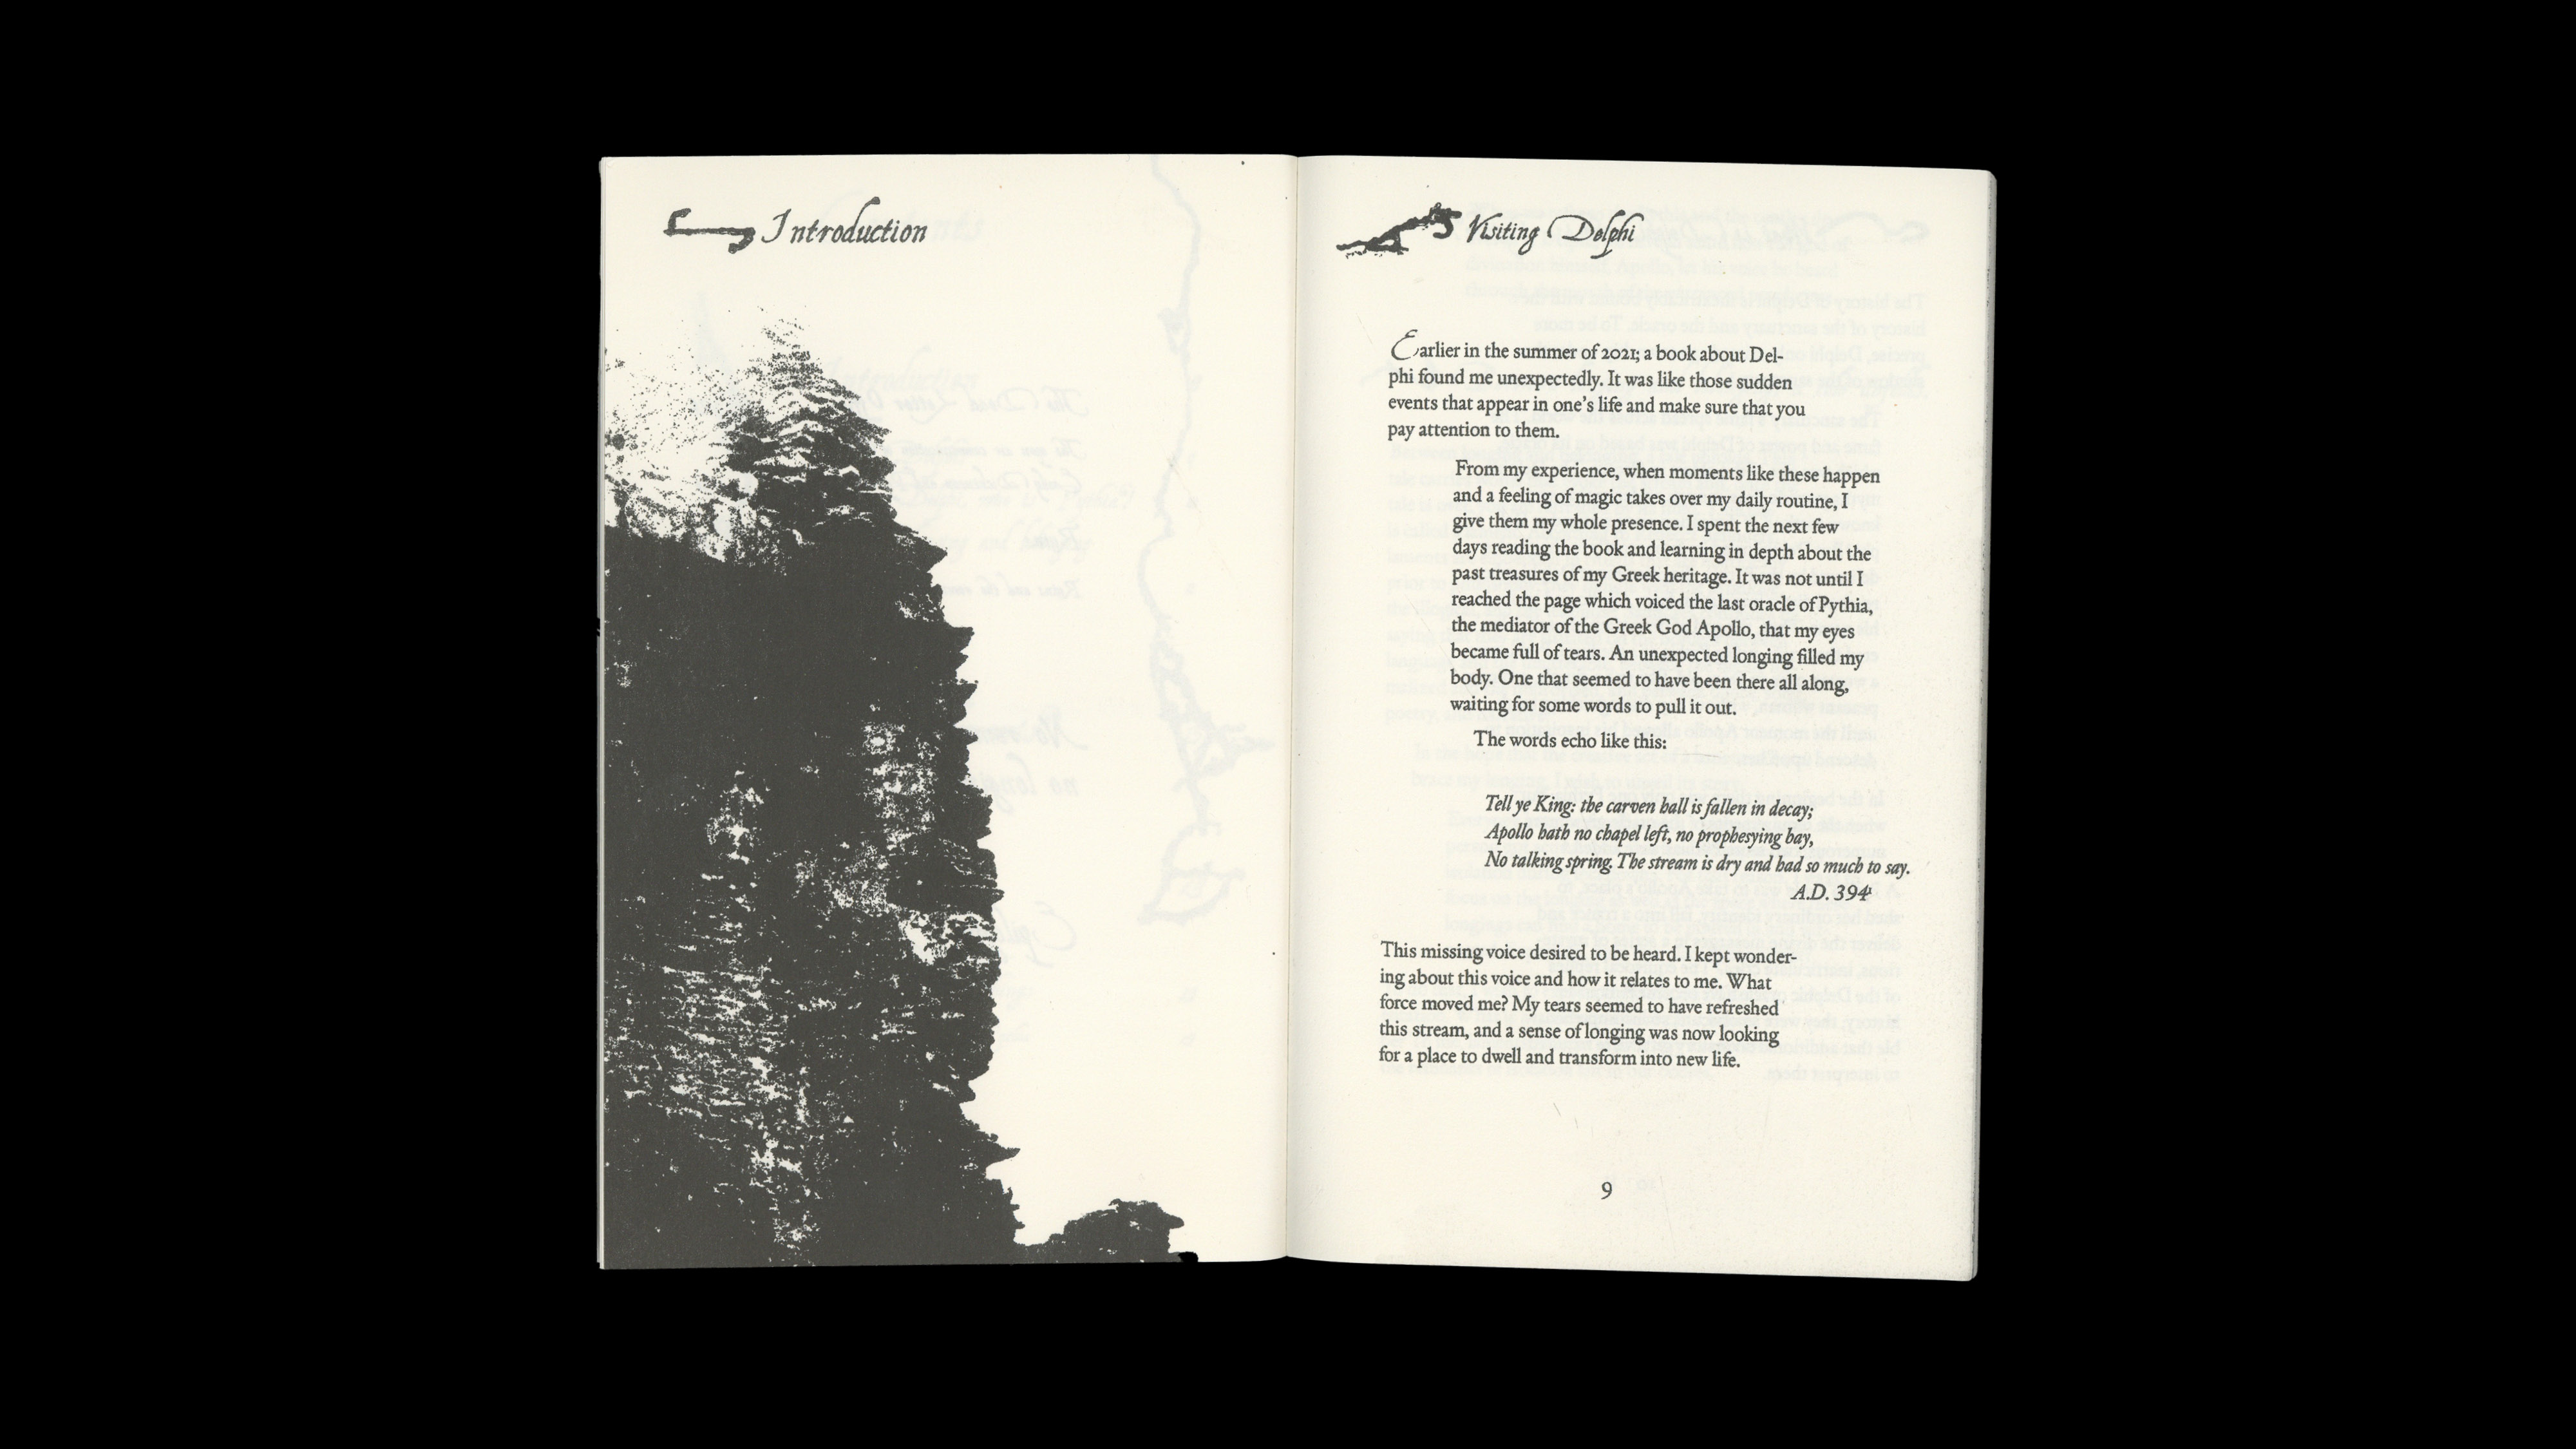 Introduction
Visiting Delphi
Earlier in the summer of 2021; a book about Del-
phi found me unexpectedly. It was like those sudden
events that appear in one's life and make sure that you
pay attention to them.
From my experience, when moments like these happen
and a feeling of magic takes over my daily routine, I
give them my whole presence. I spent the next few
days reading the book and learning in depth about the
past treasures of my Greek heritage. It was not until I
reached the page which voiced the last oracle of Pythia,
the mediator of the Greek God Apollo, that my eyes
became full of tears. An unexpected longing filled my
body. One that seemed to have been there all along,
waiting for some words to pull it out.
The words echo like this:
Tell ye King: the carven hall is fallen in decay;
Apollo hath no chapel left, no prophesying bay,
No talking spring. The stream is dry and had so much to say.
A.D. 394¹
This missing voice desired to be heard. I kept wonder-
ing about this voice and how it relates to me. What
force moved me? My tears seemed to have refreshed
this stream, and a sense of longing was now looking
for a place to dwell and transform into new life.
9